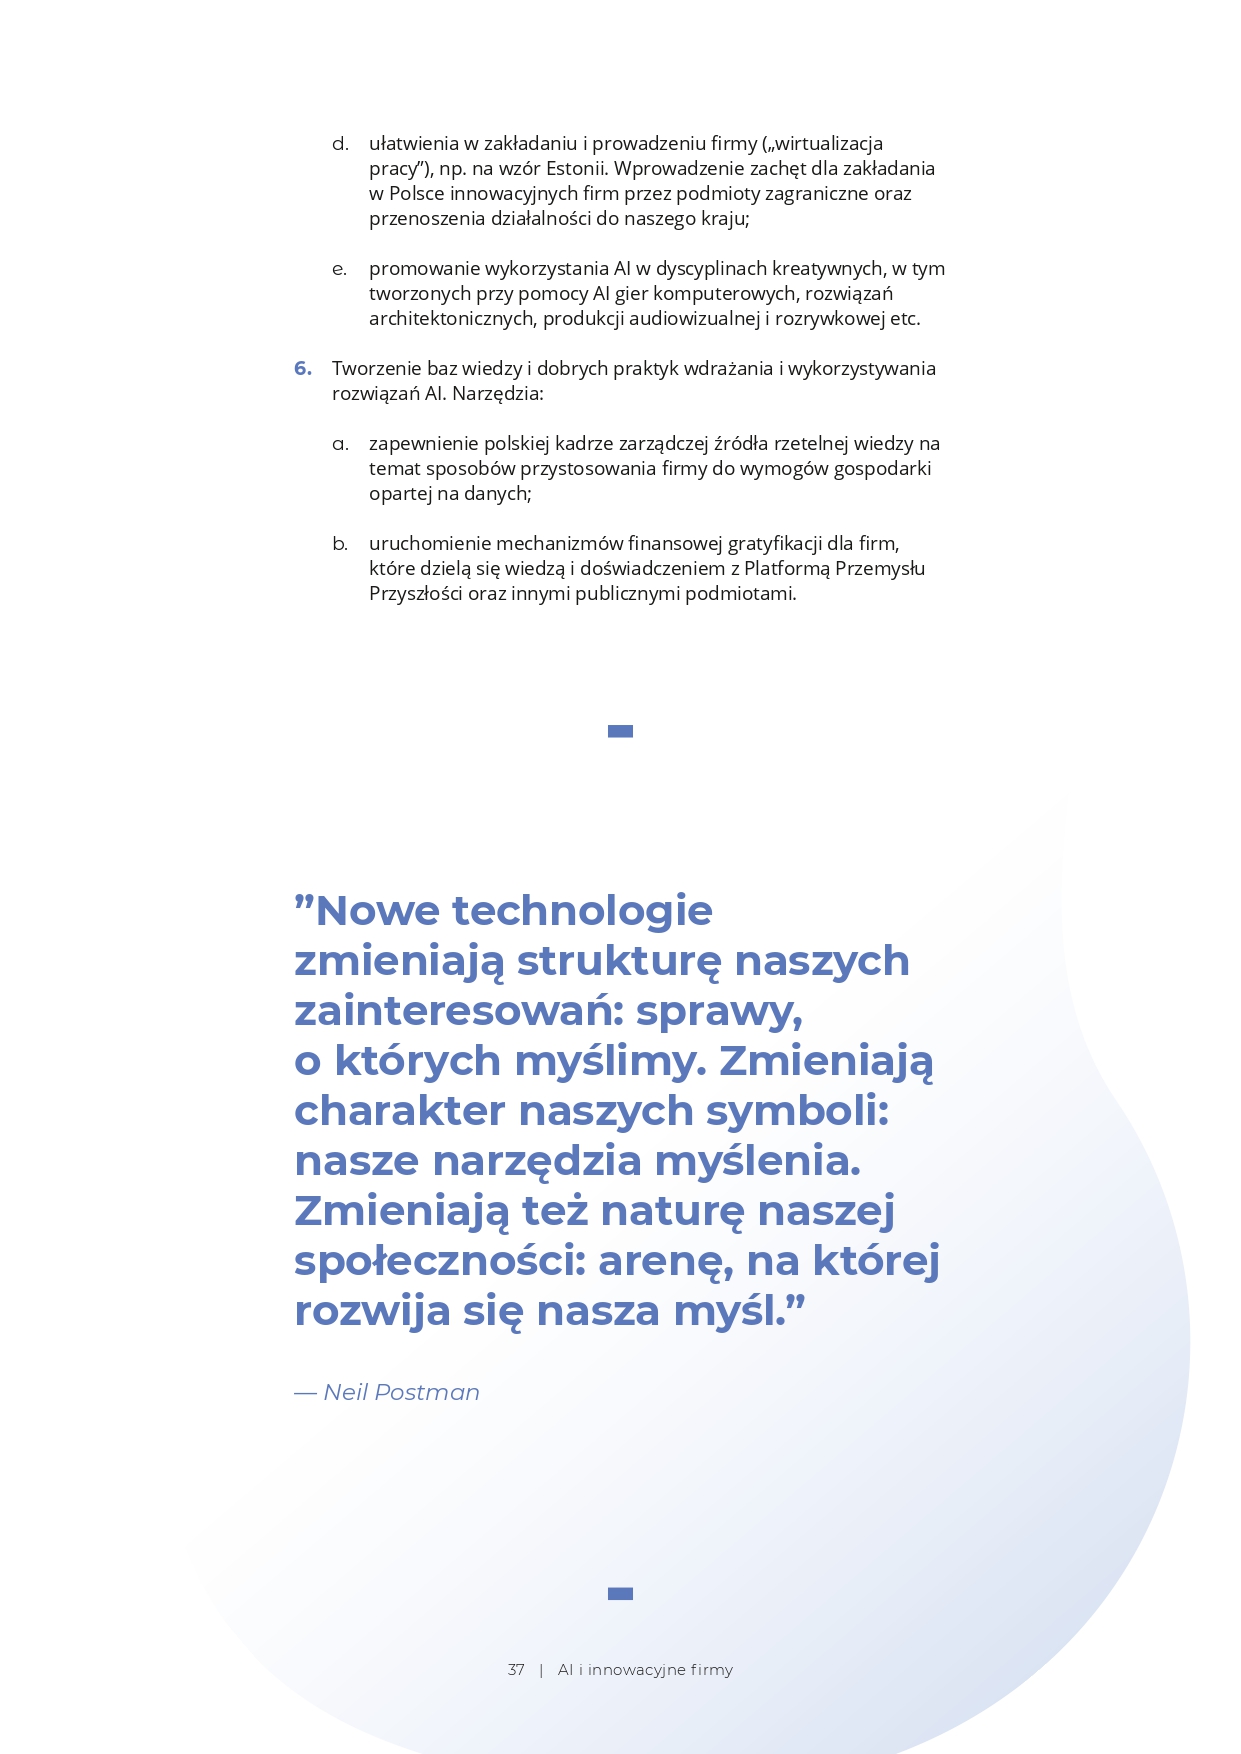 d. ułatwienia w zakładaniu i prowadzeniu firmy („wirtualizacja
pracy”), np. na wzór Estonii. Wprowadzenie zachęt dla zakładania
w Polsce innowacyjnych firm przez podmioty zagraniczne oraz
przenoszenia działalności do naszego kraju;
e. promowanie wykorzystania AI w dyscyplinach kreatywnych, w tym
tworzonych przy pomocy AI gier komputerowych, rozwiązań
architektonicznych, produkcji audiowizualnej i rozrywkowej etc.
6. Tworzenie baz wiedzy i dobrych praktyk wdrażania i wykorzystywania
rozwiązań AI. Narzędzia:
a. zapewnienie polskiej kadrze zarządczej źródła rzetelnej wiedzy na
temat sposobów przystosowania firmy do wymogów gospodarki
opartej na danych;
b. uruchomienie mechanizmów finansowej gratyfikacji dla firm,
które dzielą się wiedzą i doświadczeniem z Platformą Przemysłu
Przyszłości oraz innymi publicznymi podmiotami.
”Nowe technologie
zmieniają strukturę naszych
zainteresowań: sprawy,
o których myślimy. Zmieniają
charakter naszych symboli:
nasze narzędzia myślenia.
Zmieniają też naturę naszej
społeczności: arenę, na której
rozwija się nasza myśl.”
— Neil Postman
37 | AI i innowacyjne firmy